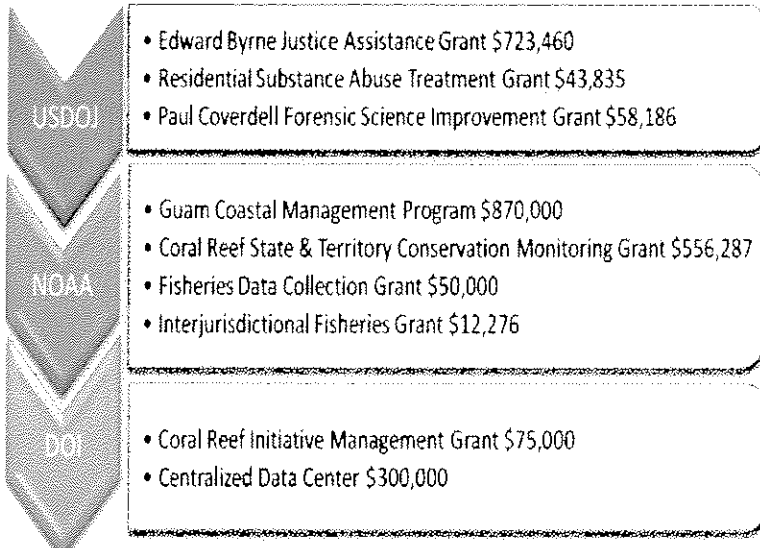 USDOJ
• Edward Byrne Justice Assistance Grant $723,460
• Residential Substance Abuse Treatment Grant $43,835
• Paul Coverdell Forensic Science Improvement Grant $58,186
NOAA
• Guam Coastal Management Program $870,000
• Coral Reef State & Territory Conservation Monitoring Grant $556,287
• Fisheries Data Collection Grant $50,000
• Interjurisdictional Fisheries Grant $12,276
DOI
• Coral Reef Initiative Management Grant $75,000
• Centralized Data Center $300,000